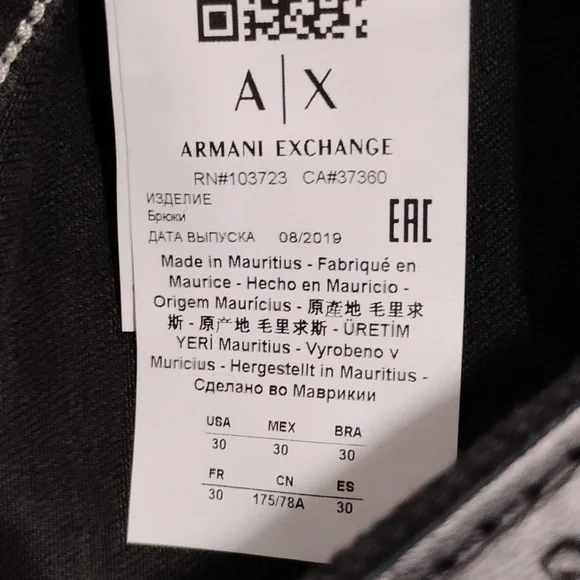 A|X
ARMANI EXCHANGE
RN#103723 CA#37360
ИЗДЕЛИЕ
Брюки
ДАТА ВЫПУСКА 08/2019
EAC
Made in Mauritius - Fabriqué en
Maurice - Hecho en Mauricio -
Origem Maurícius - 原產地 毛里求
斯 - 原产地 毛里求斯 - ÜRETİM
YERİ Mauritius - Vyrobeno v
Muricius - Hergestellt in Mauritius -
Сделано во Маврикии
USA MEX BRA
30 30 30
FR CN ES
30 175/78A 30